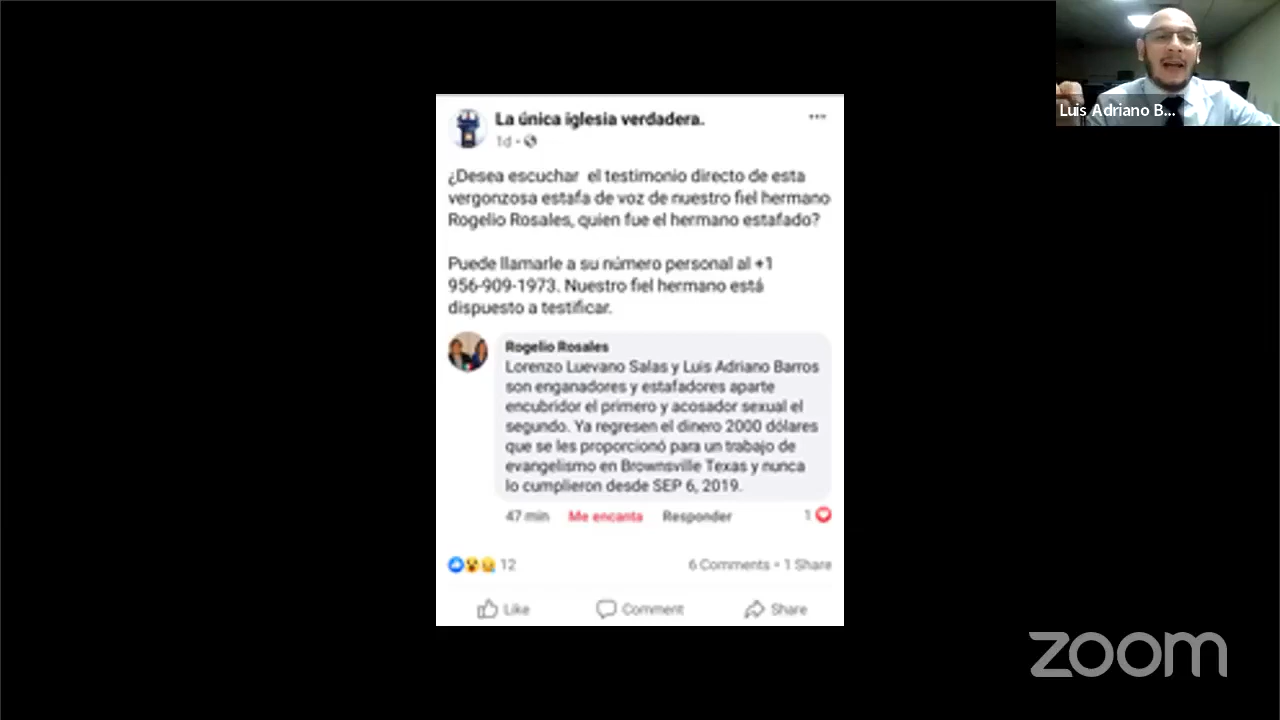 Luis Adriano B...
La única iglesia verdadera.
1d
¿Desea escuchar el testimonio directo de esta
vergonzosa estafa de voz de nuestro fiel hermano
Rogelio Rosales, quien fue el hermano estafado?
Puede llamarle a su número personal al +1
956-909-1973. Nuestro fiel hermano está
dispuesto a testificar.
Rogelio Rosales
Lorenzo Luevano Salas y Luis Adriano Barros
son enganadores y estafadores aparte
encubridor el primero y acosador sexual el
segundo. Ya regresen el dinero 2000 dólares
que se les proporcionó para un trabajo de
evangelismo en Brownsville Texas y nunca
lo cumplieron desde SEP 6, 2019.
47 min Me encanta Responder 1
12 6 Comments • 1 Share
Like Comment Share
zoom